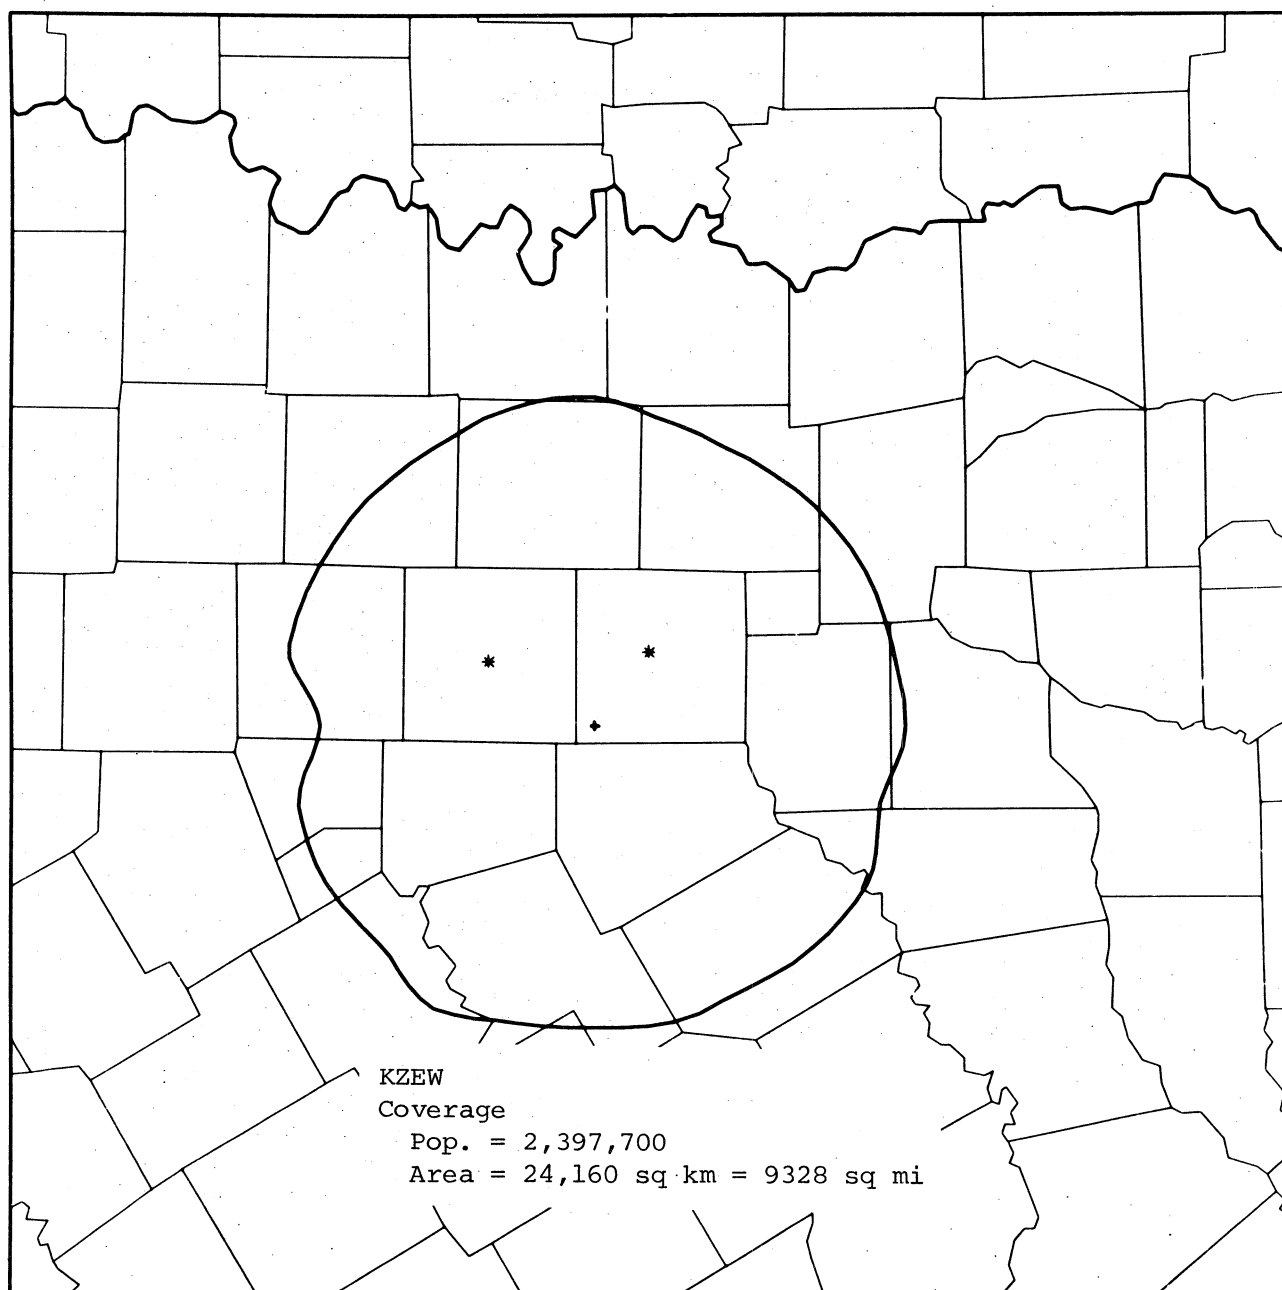 KZEW
Coverage
Pop. = 2,397,700
Area = 24,160 sq km = 9328 sq mi